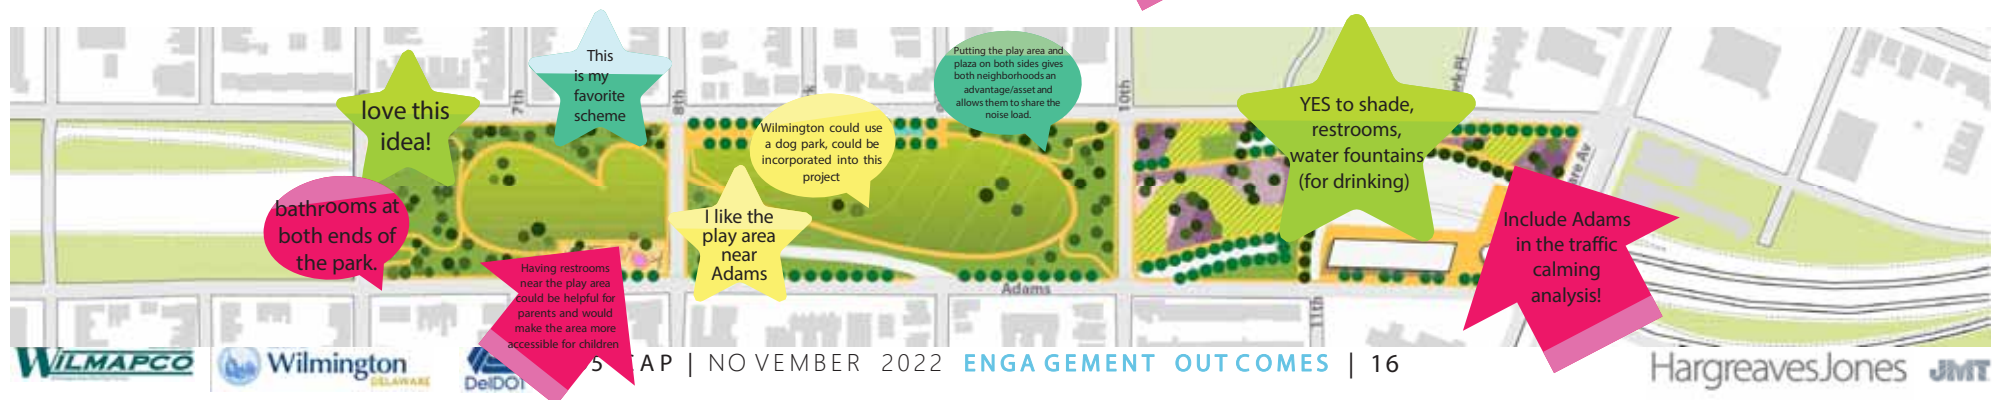 love this
idea!
7th
This
is my
favorite
scheme
8th
Wilmington could use
a dog park, could be
incorporated into this
project
Putting the play area and
plaza on both sides gives
both neighborhoods an
advantage/asset and
allows them to share the
noise load.
10th
YES to shade,
restrooms,
water fountains
(for drinking)
bathrooms at
both ends of
the park.
Having restrooms
near the play area
could be helpful for
parents and would
make the area more
accessible for children
I like the
play area
near
Adams
Adams
11th
Include Adams
in the traffic
calming
analysis!
WILMAPCO
Wilmington
DELAWARE
DelDOT
5 CAP | NOVEMBER 2022 ENGAGEMENT OUTCOMES | 16
HargreavesJones
JMT